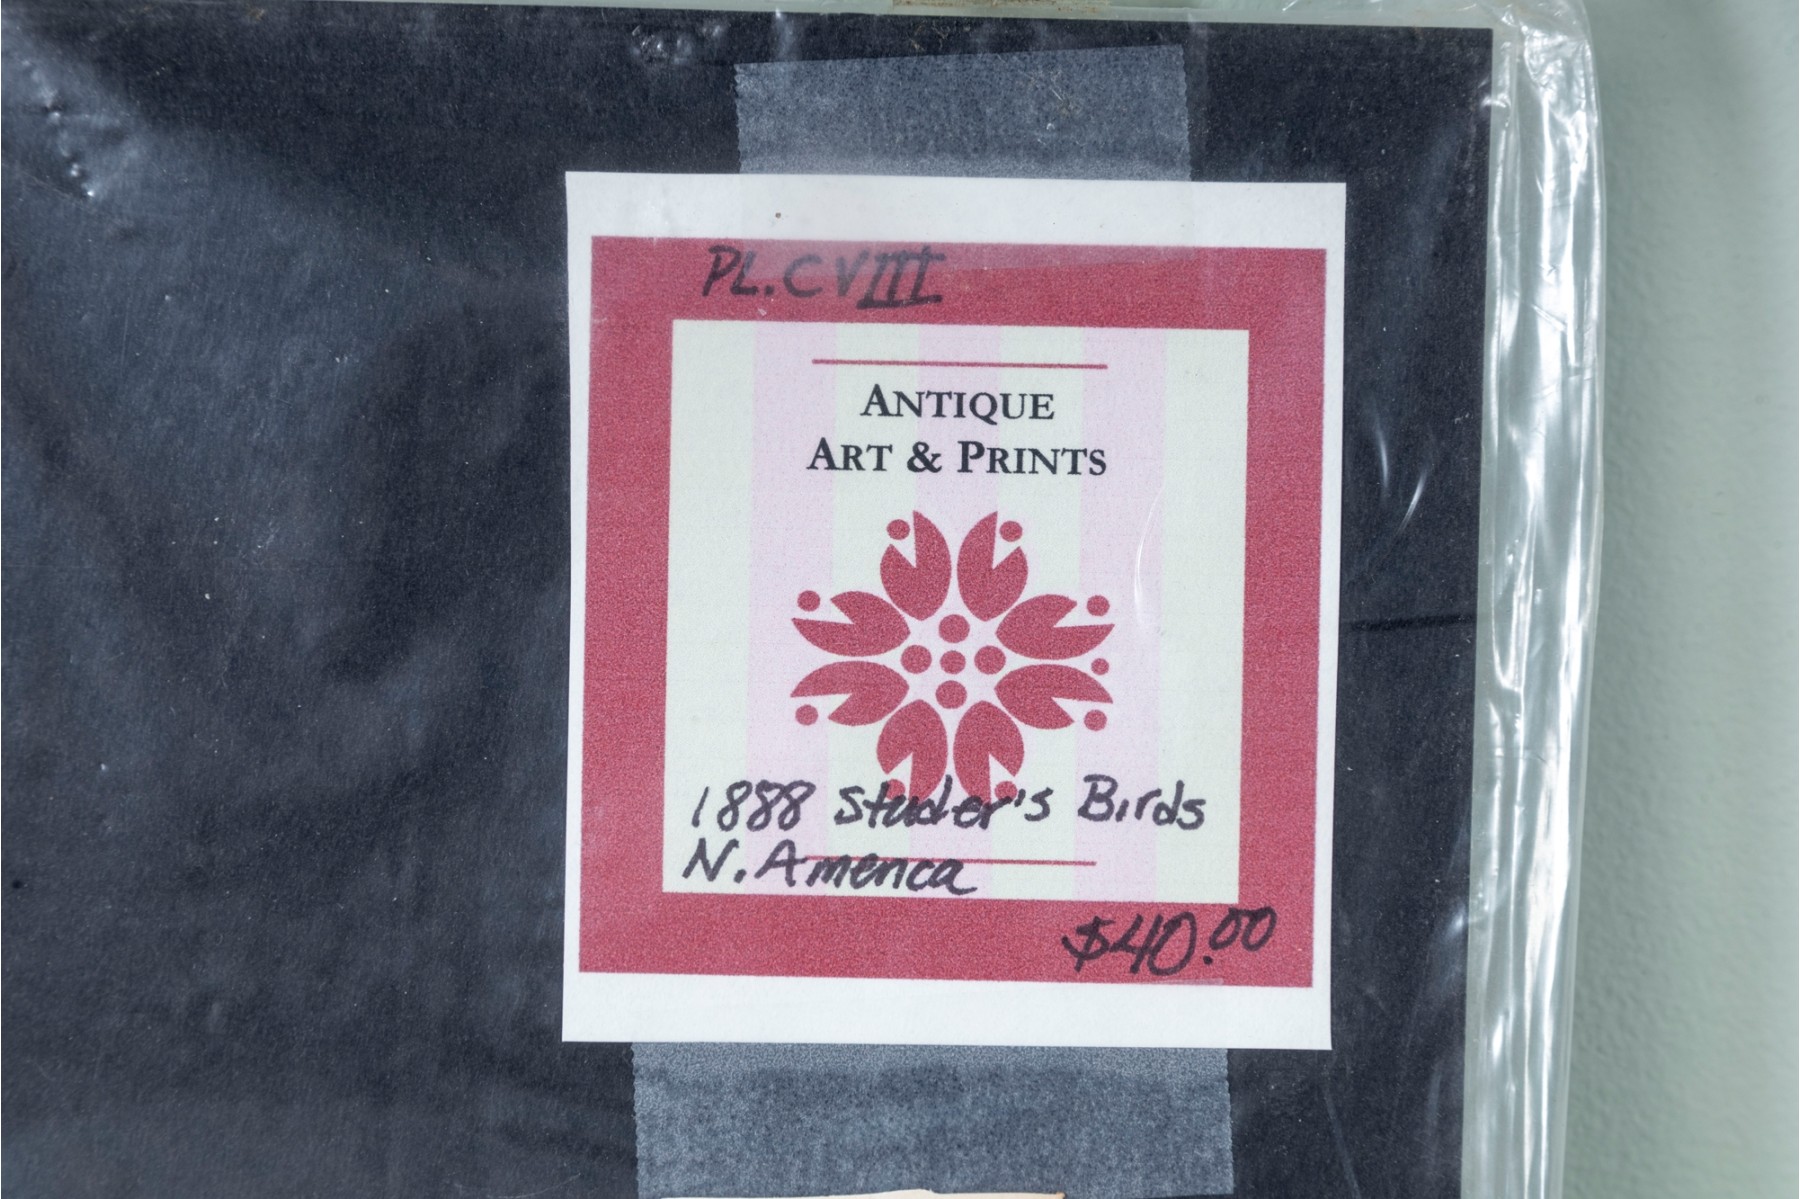 PL. CVIII
ANTIQUE
ART & PRINTS
1888 Studer's Birds
N. America
$40.00